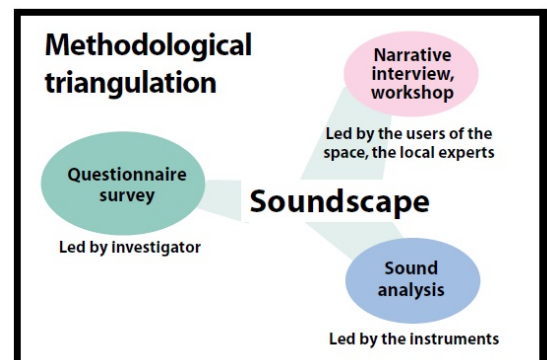 Methodological
triangulation
Narrative
interview,
workshop
Led by the users of the
space, the local experts
Questionnaire
survey
Led by investigator
Soundscape
Sound
analysis
Led by the instruments